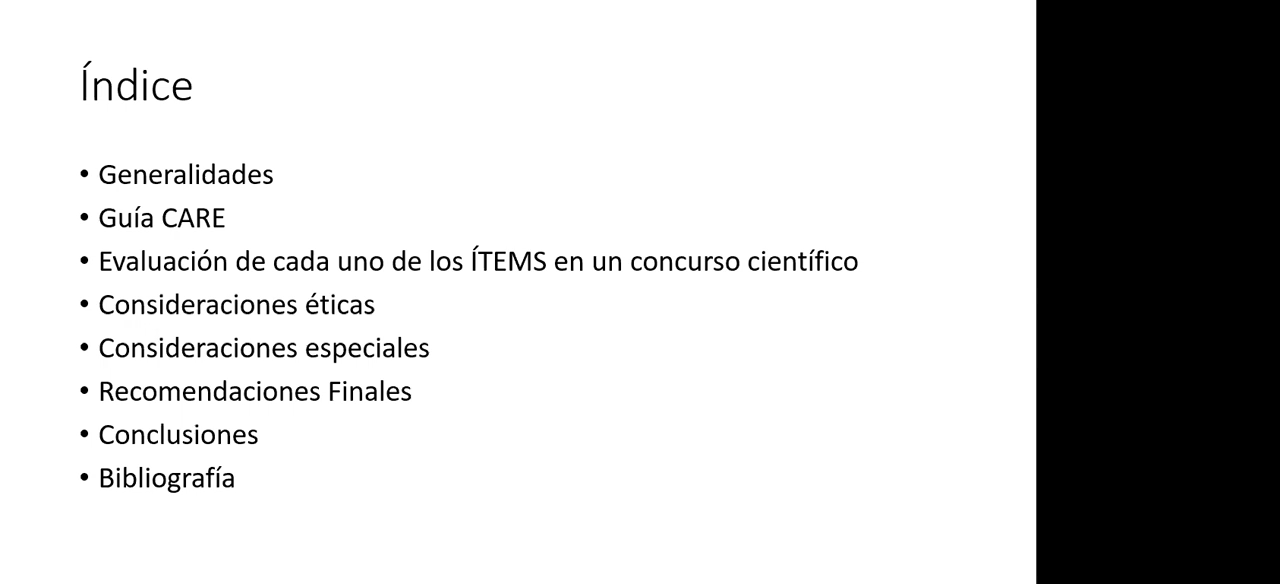 Índice
• Generalidades
• Guía CARE
• Evaluación de cada uno de los ÍTEMS en un concurso científico
• Consideraciones éticas
• Consideraciones especiales
• Recomendaciones Finales
• Conclusiones
• Bibliografía